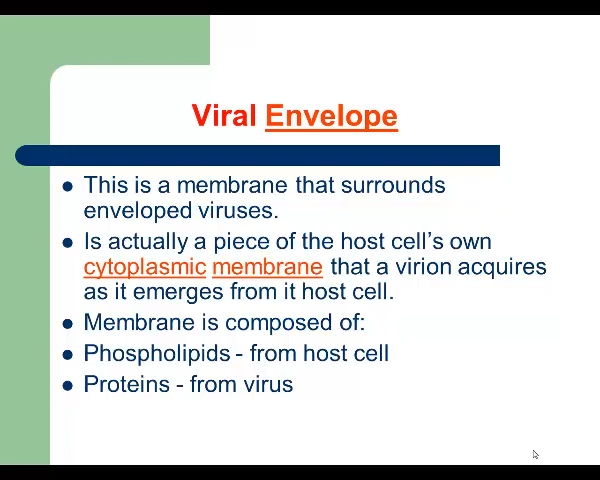 Viral Envelope
● This is a membrane that surrounds
enveloped viruses.
● Is actually a piece of the host cell's own
cytoplasmic membrane that a virion acquires
as it emerges from it host cell.
● Membrane is composed of:
● Phospholipids - from host cell
● Proteins - from virus